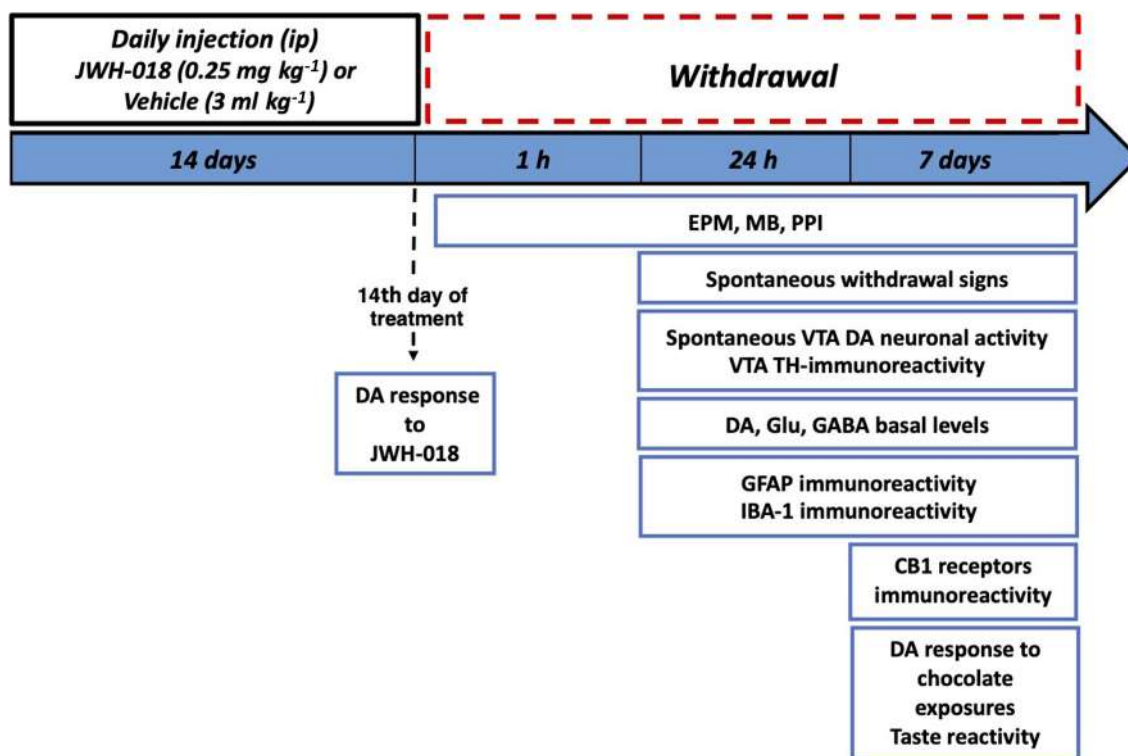 Daily injection (ip)
JWH-018 (0.25 mg kg⁻¹) or
Vehicle (3 ml kg⁻¹)
Withdrawal
14 days
1 h
24 h
7 days
EPM, MB, PPI
Spontaneous withdrawal signs
14th day of
treatment
Spontaneous VTA DA neuronal activity
VTA TH-immunoreactivity
DA response
to
JWH-018
DA, Glu, GABA basal levels
GFAP immunoreactivity
IBA-1 immunoreactivity
CB1 receptors
immunoreactivity
DA response to
chocolate
exposures
Taste reactivity